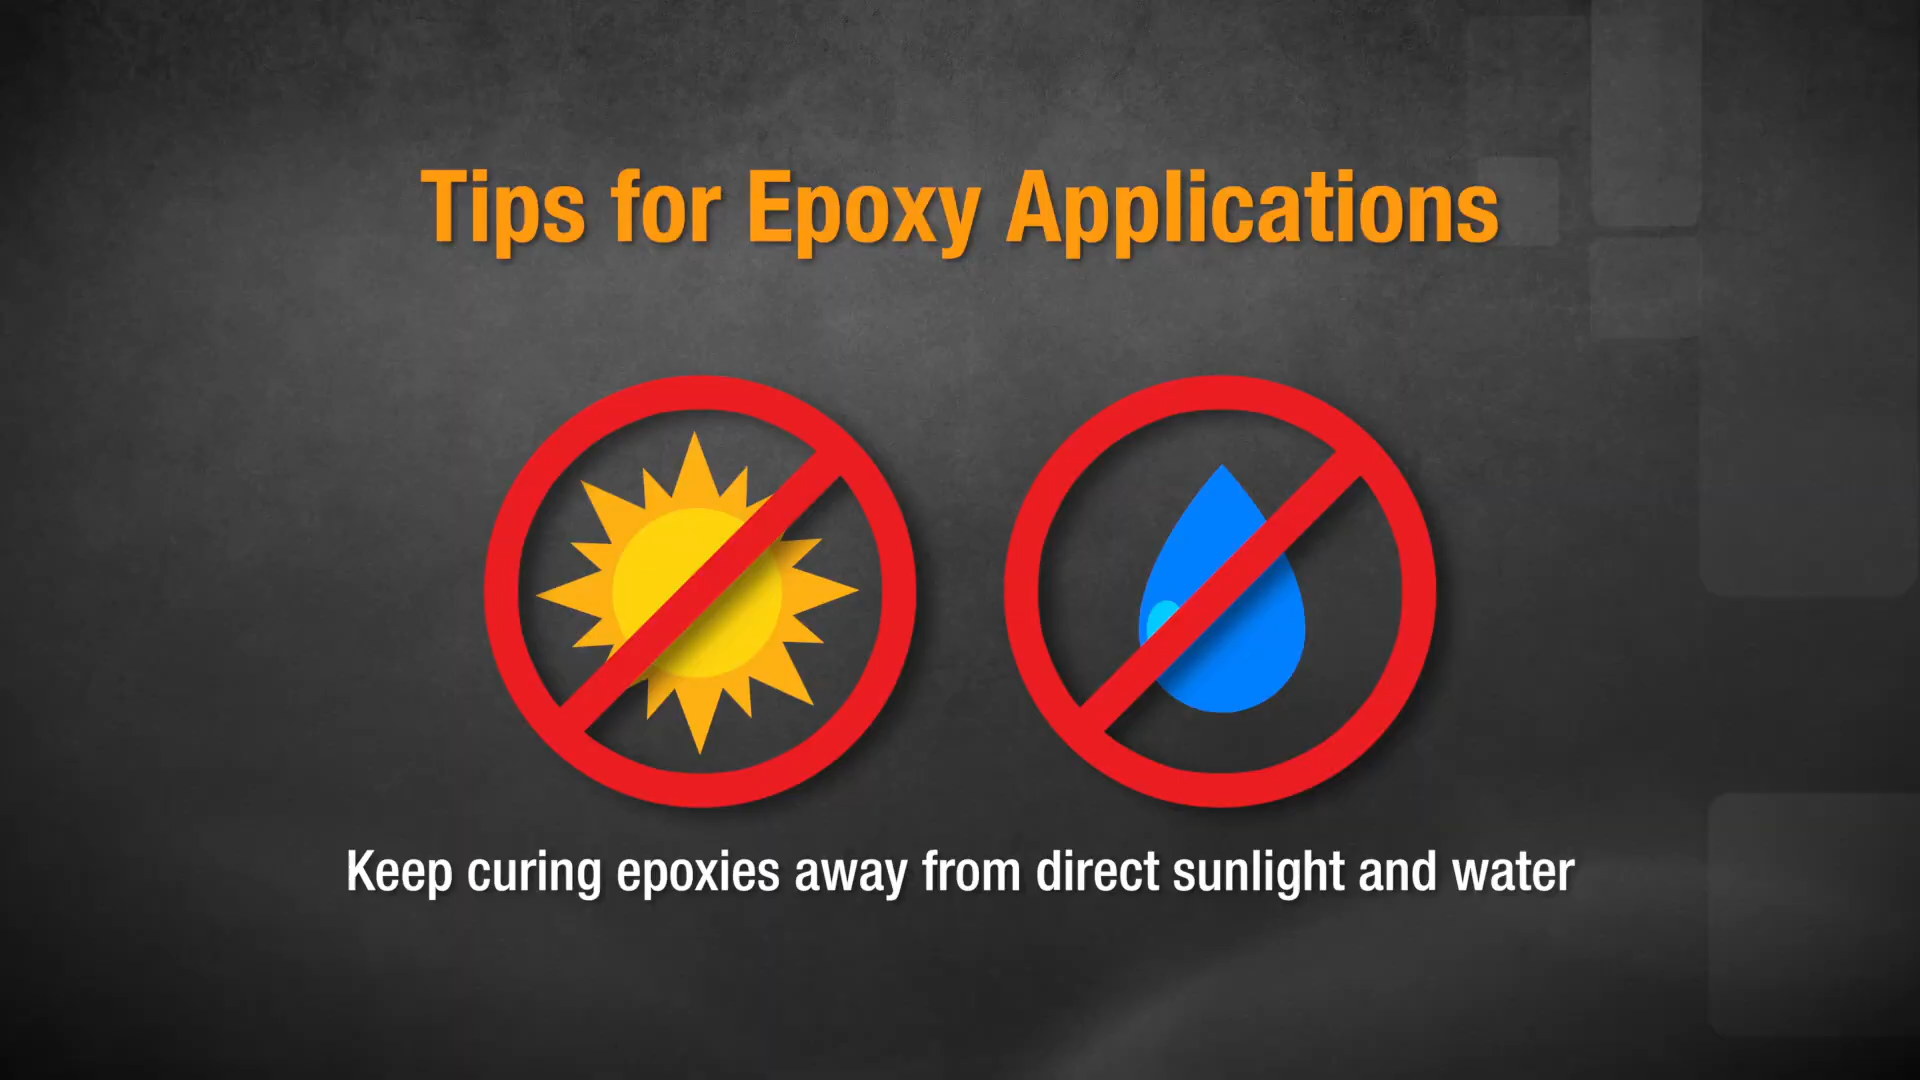 Tips for Epoxy Applications
Keep curing epoxies away from direct sunlight and water